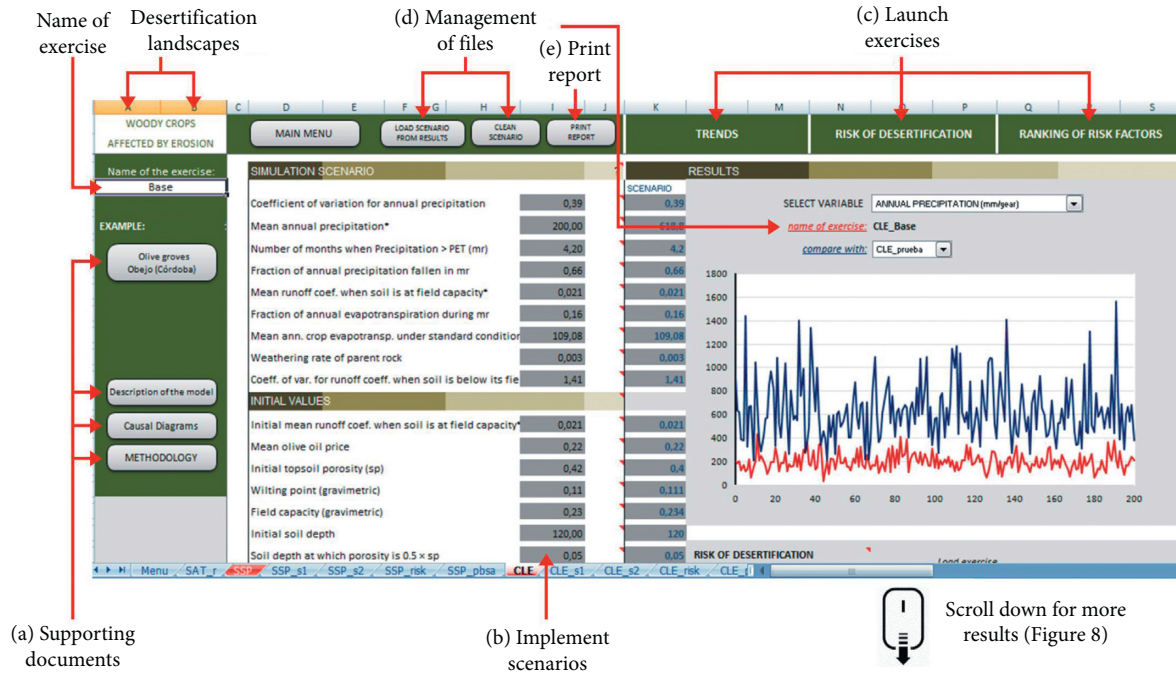 Name of
exercise
Desertification
landscapes
(d) Management
of files
(e) Print
report
(c) Launch
exercises
A B C D E F G H I J K M N O P Q S
WOODY CROPS
AFFECTED BY EROSION
MAIN MENU
LOAD SCENARIO
FROM RESULTS
CLEAN
SCENARIO
PRINT
REPORT
TRENDS
RISK OF DESERTIFICATION
RANKING OF RISK FACTORS
Name of the exercise:
Base
EXAMPLE: :
Olive groves
Obejo (Córdoba)
Description of the model
Causal Diagrams
METHODOLOGY
SIMULATION SCENARIO
RESULTS
SCENARIO
Coefficient of variation for annual precipitation 0,39 0,39
Mean annual precipitation* 200,00 618,8
Number of months when Precipitation > PET (mr) 4,20 4,2
Fraction of annual precipitation fallen in mr 0,66 0,66
Mean runoff coef. when soil is at field capacity* 0,021 0,021
Fraction of annual evapotranspiration during mr 0,16 0,16
Mean ann. crop evapotransp. under standard condition 109,08 109,08
Weathering rate of parent rock 0,003 0,003
Coeff. of var. for runoff coeff. when soil is below its fie 1,41 1,41
INITIAL VALUES
Initial mean runoff coef. when soil is at field capacity* 0,021 0,021
Mean olive oil price 0,22 0,22
Initial topsoil porosity (sp) 0,42 0,4
Wilting point (gravimetric) 0,11 0,111
Field capacity (gravimetric) 0,23 0,234
Initial soil depth 120,00 120
Soil depth at which porosity is 0.5 × sp 0,05 0,05
SELECT VARIABLE ANNUAL PRECIPITATION (mm/year)
name of exercise: CLE_Base
compare with: CLE_prueba
1800
1600
1400
1200
1000
800
600
400
200
0
0 20 40 60 80 100 120 140 160 180 200
RISK OF DESERTIFICATION
Load exercise
Menu SAT_r SSP SSP_s1 SSP_s2 SSP_risk SSP_pbsa CLE CLE_s1 CLE_s2 CLE_risk
(a) Supporting
documents
(b) Implement
scenarios
Scroll down for more
results (Figure 8)